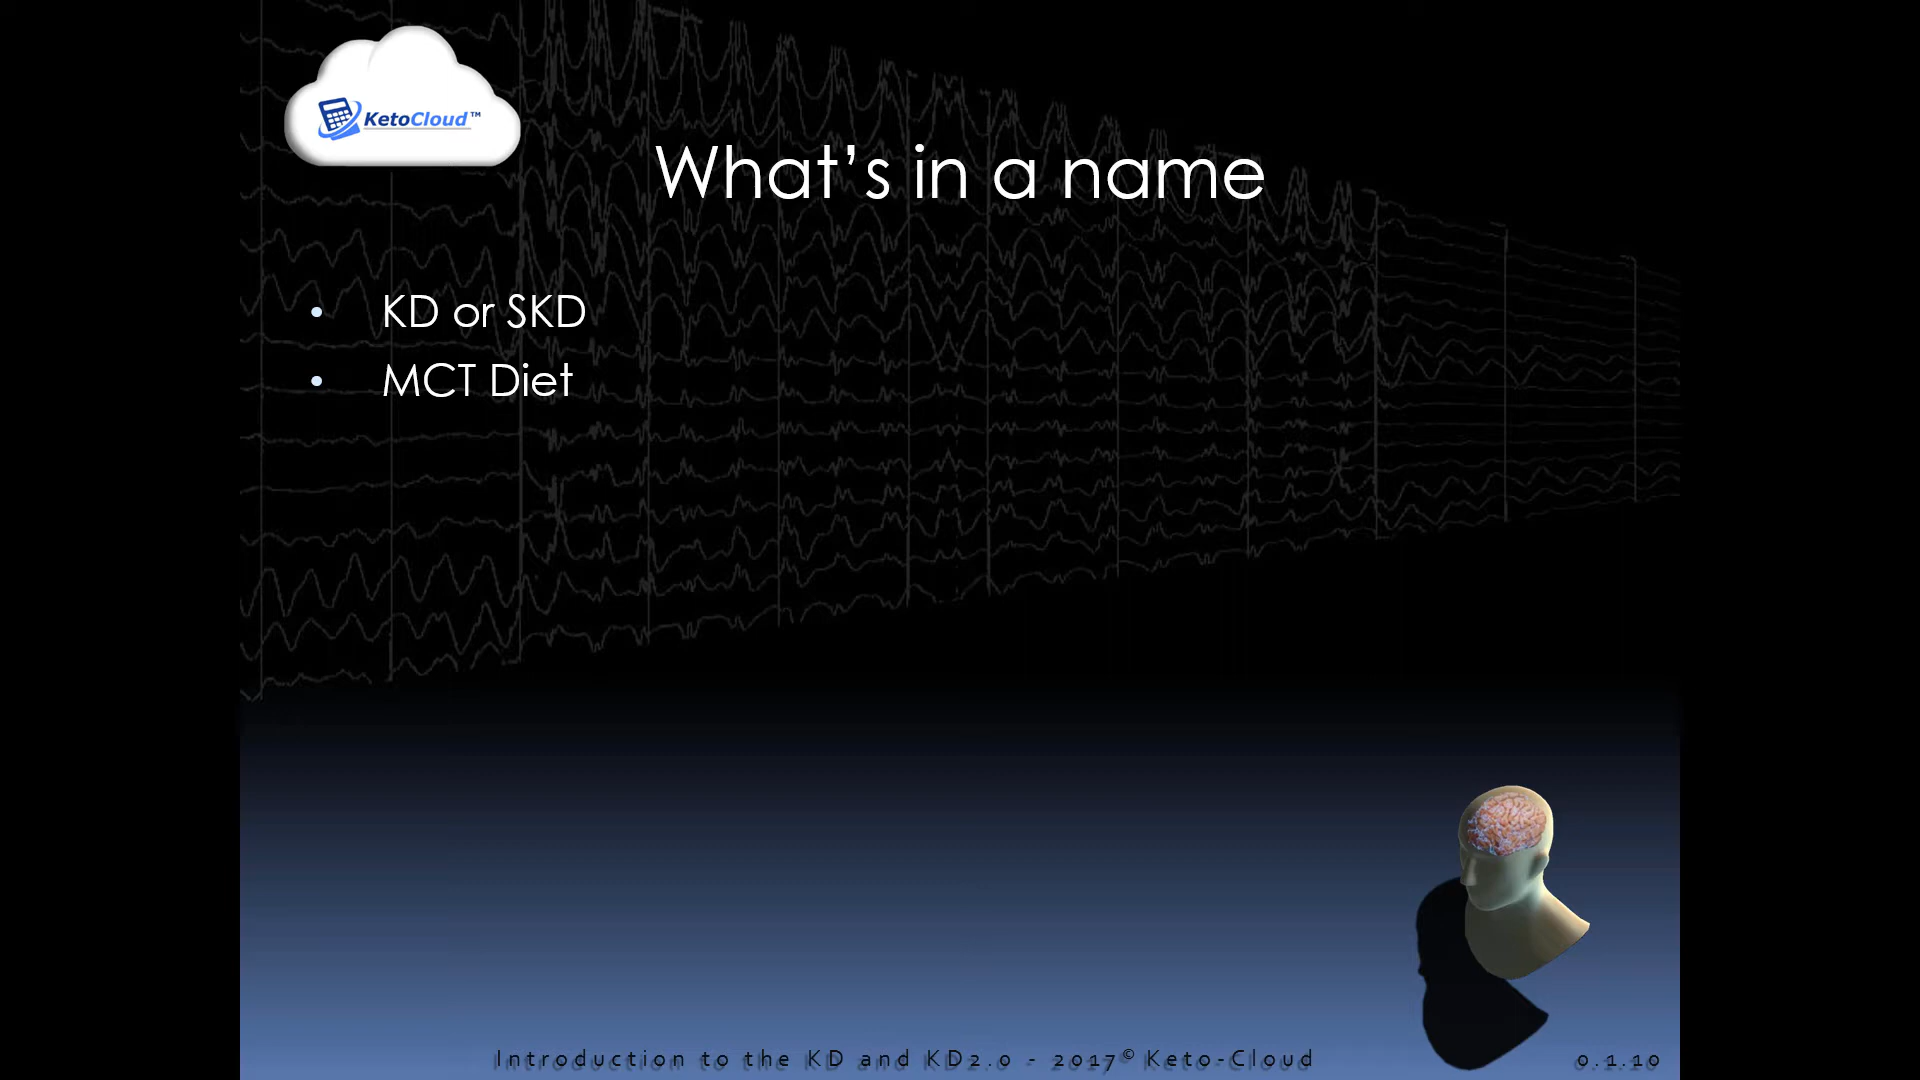 KetoCloud™
What’s in a name
• KD or SKD
• MCT Diet
Introduction to the KD and KD2.0 - 2017© Keto-Cloud
0.1.10